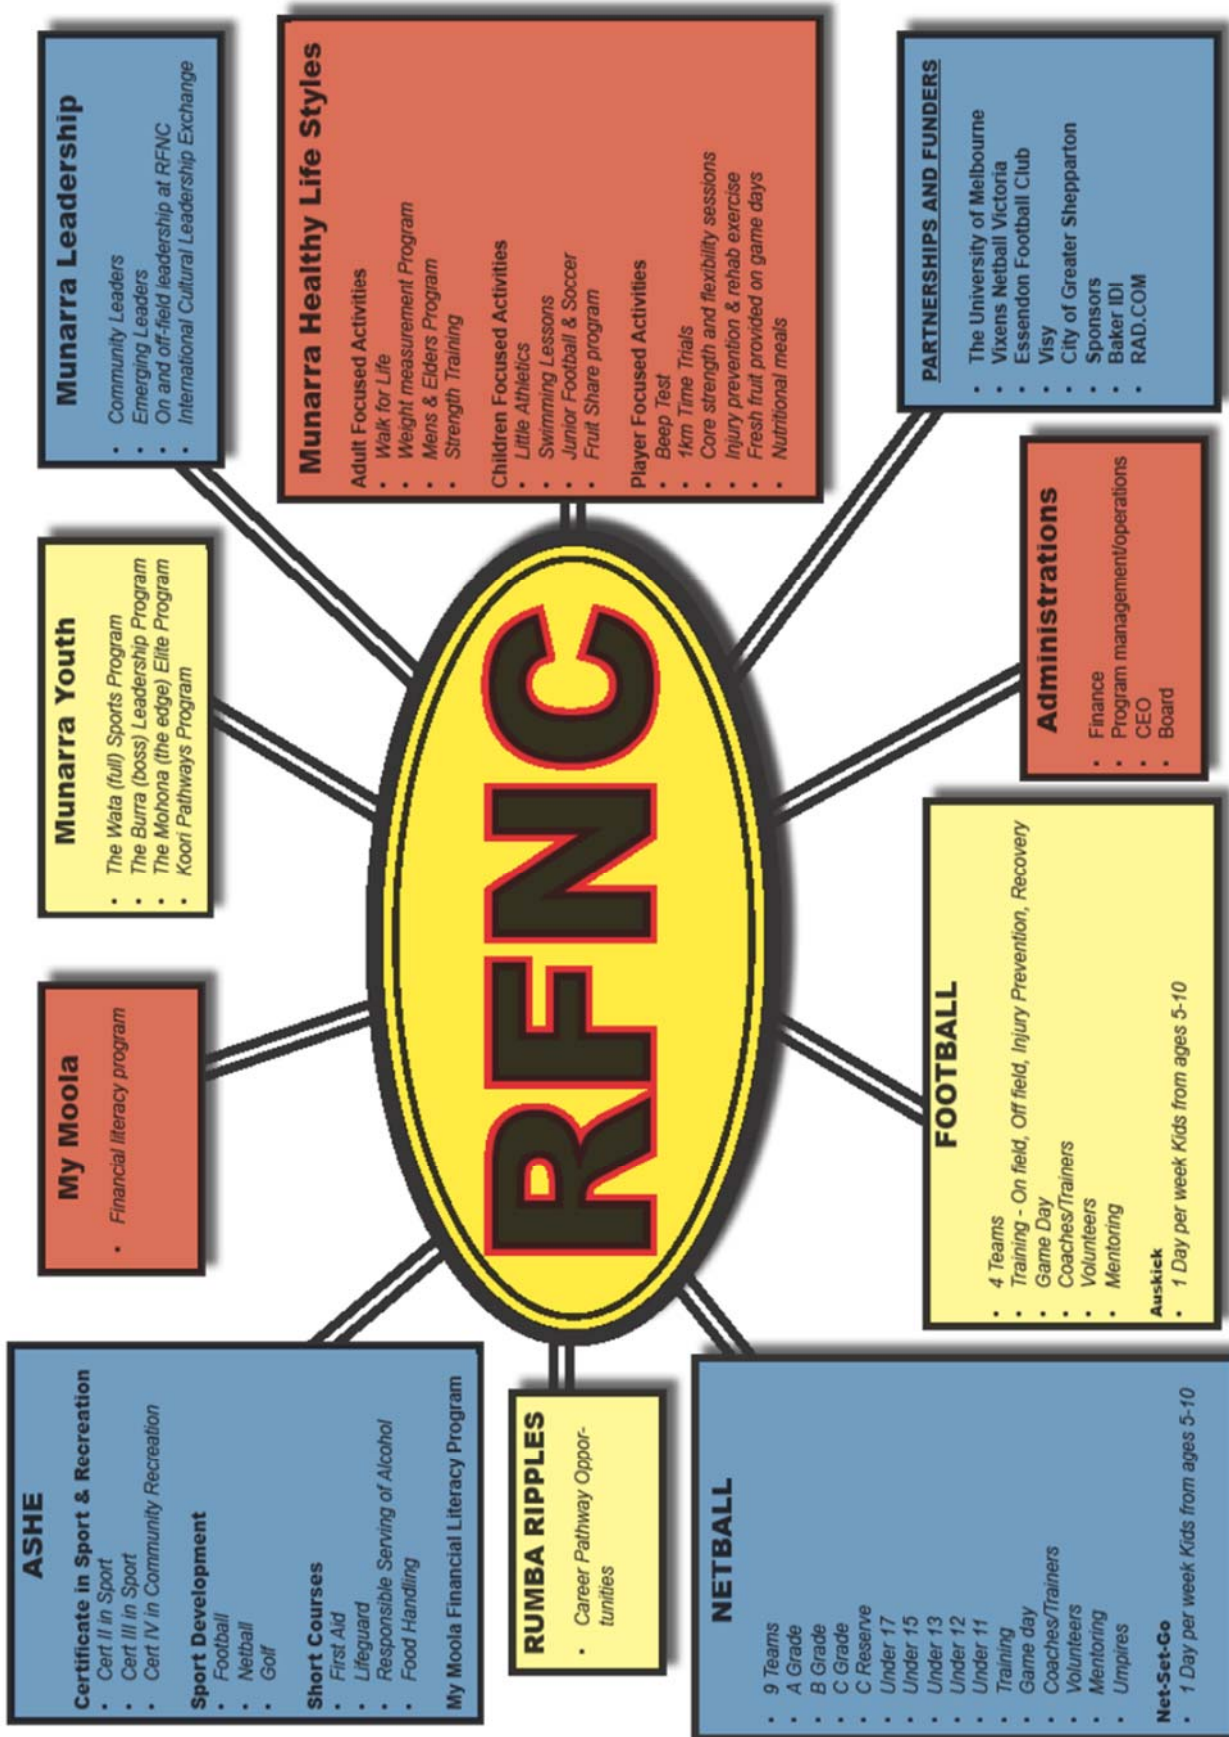 ASHE
Certificate in Sport & Recreation
• Cert II in Sport
• Cert III in Sport
• Cert IV in Community Recreation
Sport Development
• Football
• Netball
• Golf
Short Courses
• First Aid
• Lifeguard
• Responsible Serving of Alcohol
• Food Handling
My Moola Financial Literacy Program
My Moola
• Financial literacy program
Munarra Youth
• The Wata (full) Sports Program
• The Burra (boss) Leadership Program
• The Mohona (the edge) Elite Program
• Koori Pathways Program
Munarra Leadership
• Community Leaders
• Emerging Leaders
• On and off-field leadership at RFNC
• International Cultural Leadership Exchange
RUMBA RIPPLES
• Career Pathway Oppor-
tunities
RFNC
Munarra Healthy Life Styles
Adult Focused Activities
• Walk for Life
• Weight measurement Program
• Mens & Elders Program
• Strength Training
Children Focused Activities
• Little Athletics
• Swimming Lessons
• Junior Football & Soccer
• Fruit Share program
Player Focused Activities
• Beep Test
• 1km Time Trials
• Core strength and flexibility sessions
• Injury prevention & rehab exercise
• Fresh fruit provided on game days
• Nutritional meals
NETBALL
• 9 Teams
• A Grade
• B Grade
• C Grade
• C Reserve
• Under 17
• Under 15
• Under 13
• Under 12
• Under 11
• Training
• Game day
• Coaches/Trainers
• Volunteers
• Mentoring
• Umpires
Net-Set-Go
• 1 Day per week Kids from ages 5-10
FOOTBALL
• 4 Teams
• Training - On field, Off field, Injury Prevention, Recovery
• Game Day
• Coaches/Trainers
• Volunteers
• Mentoring
Auskick
• 1 Day per week Kids from ages 5-10
Administrations
• Finance
• Program management/operations
• CEO
• Board
PARTNERSHIPS AND FUNDERS
• The University of Melbourne
• Vixens Netball Victoria
• Essendon Football Club
• Visy
• City of Greater Shepparton
• Sponsors
• Baker IDI
• RAD.COM